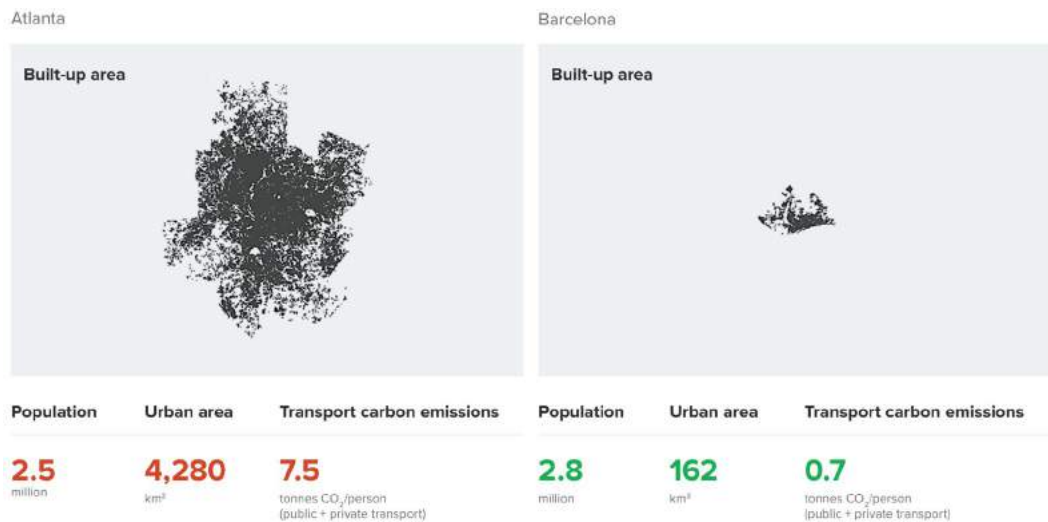 Atlanta
Built-up area
Population Urban area Transport carbon emissions
2.5 4,280 7.5
million km² tonnes CO₂/person
(public + private transport)
Barcelona
Built-up area
Population Urban area Transport carbon emissions
2.8 162 0.7
million km² tonnes CO₂/person
(public + private transport)